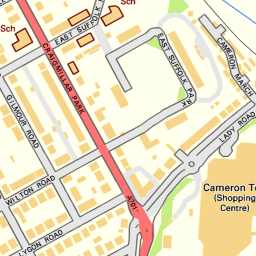 Sch
Sch
EAST SUFFOLK
CRAIGMILLAR PARK
EAST SUFFOLK PARK
CAMERON MARCH
GILMOUR ROAD
LADY ROAD
WILTON ROAD
A701
LYGON ROAD
Cameron To
(Shopping
Centre)